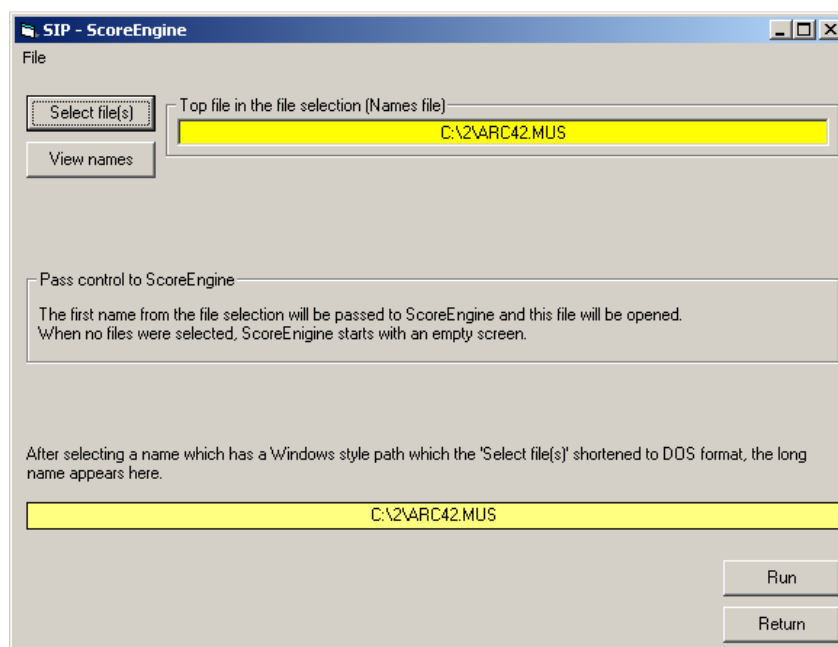 SIP - ScoreEngine
File
Select file(s)
Top file in the file selection (Names file)
C:\2\ARC42.MUS
View names
Pass control to ScoreEngine
The first name from the file selection will be passed to ScoreEngine and this file will be opened.
When no files were selected, ScoreEnigine starts with an empty screen.
After selecting a name which has a Windows style path which the 'Select file(s)' shortened to DOS format, the long
name appears here.
C:\2\ARC42.MUS
Run
Return